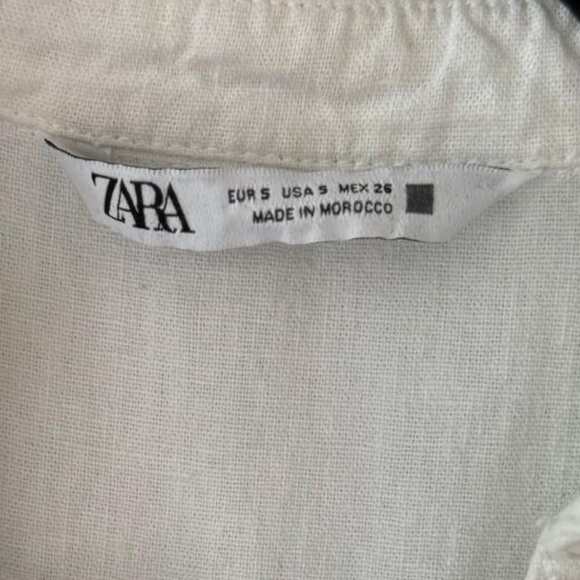 ZARA
EUR S USA S MEX 26
MADE IN MOROCCO